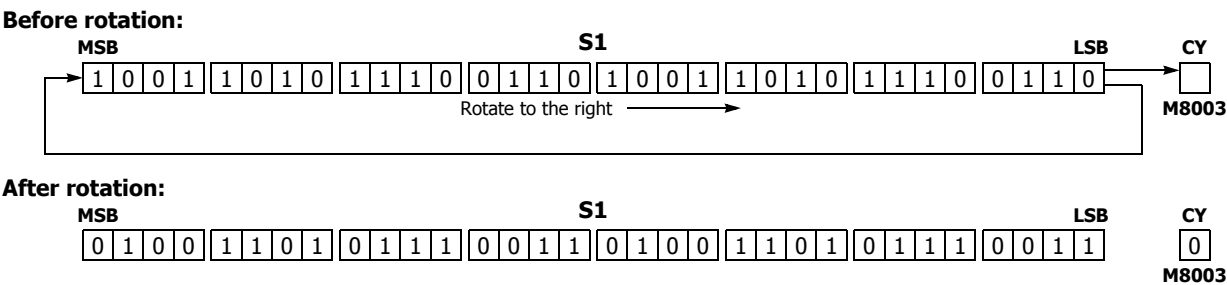 Before rotation:
MSB S1 LSB CY
1 0 0 1 1 0 1 0 1 1 1 0 0 1 1 0 1 0 0 1 1 0 1 0 1 1 1 0 0 1 1 0
Rotate to the right M8003
After rotation:
MSB S1 LSB CY
0 1 0 0 1 1 0 1 0 1 1 1 0 0 1 1 0 1 0 0 1 1 0 1 0 1 1 1 0 0 1 1 0
M8003